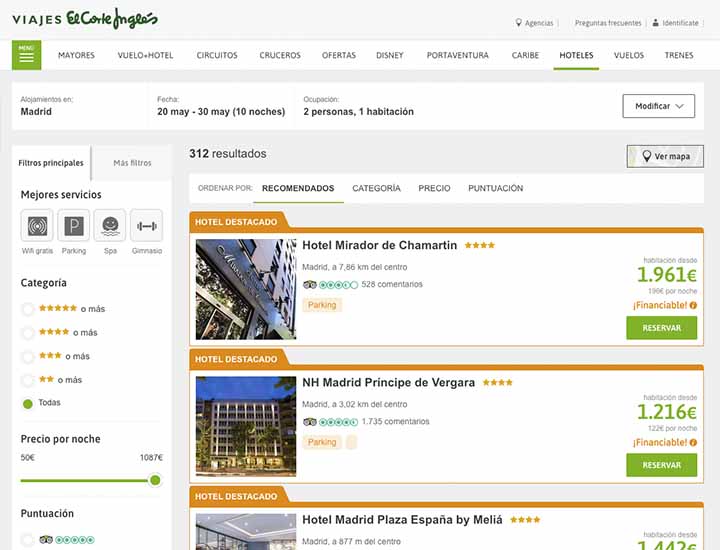 VIAJES El Corte Inglés
Agencias
Preguntas frecuentes
Identifícate
MENÚ
MAYORES
VUELO+HOTEL
CIRCUITOS
CRUCEROS
OFERTAS
DISNEY
PORTAVENTURA
CARIBE
HOTELES
VUELOS
TRENES
Alojamientos en:
Madrid
Fecha:
20 may - 30 may (10 noches)
Ocupación:
2 personas, 1 habitación
Modificar
Filtros principales
Más filtros
Mejores servicios
P
Wifi gratis
Parking
Spa
Gimnasio
Categoría
o más
o más
o más
o más
Todas
Precio por noche
50€
1087€
Puntuación
312 resultados
Ver mapa
ORDENAR POR:
RECOMENDADOS
CATEGORÍA
PRECIO
PUNTUACIÓN
HOTEL DESTACADO
Hotel Mirador de Chamartin
Madrid, a 7,86 km del centro
528 comentarios
Parking
habitación desde
1.961€
196€ por noche
¡Financiable!
RESERVAR
HOTEL DESTACADO
NH Madrid Príncipe de Vergara
Madrid, a 3,02 km del centro
1.735 comentarios
Parking
habitación desde
1.216€
122€ por noche
¡Financiable!
RESERVAR
HOTEL DESTACADO
Hotel Madrid Plaza España by Meliá
Madrid, a 877 m del centro
habitación desde
1.442€